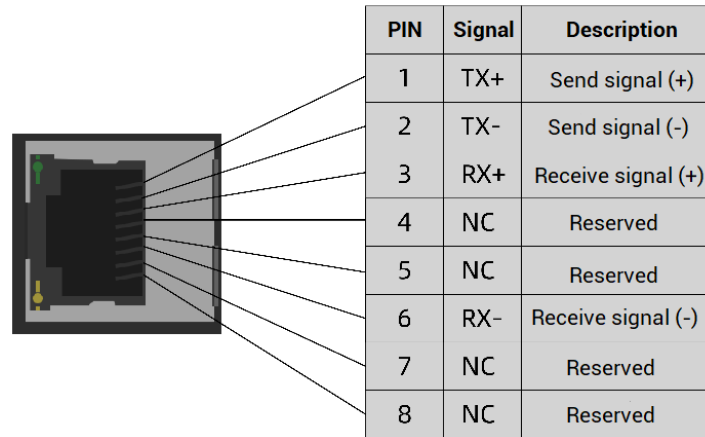 PIN Signal Description
1 TX+ Send signal (+)
2 TX- Send signal (-)
3 RX+ Receive signal (+)
4 NC Reserved
5 NC Reserved
6 RX- Receive signal (-)
7 NC Reserved
8 NC Reserved